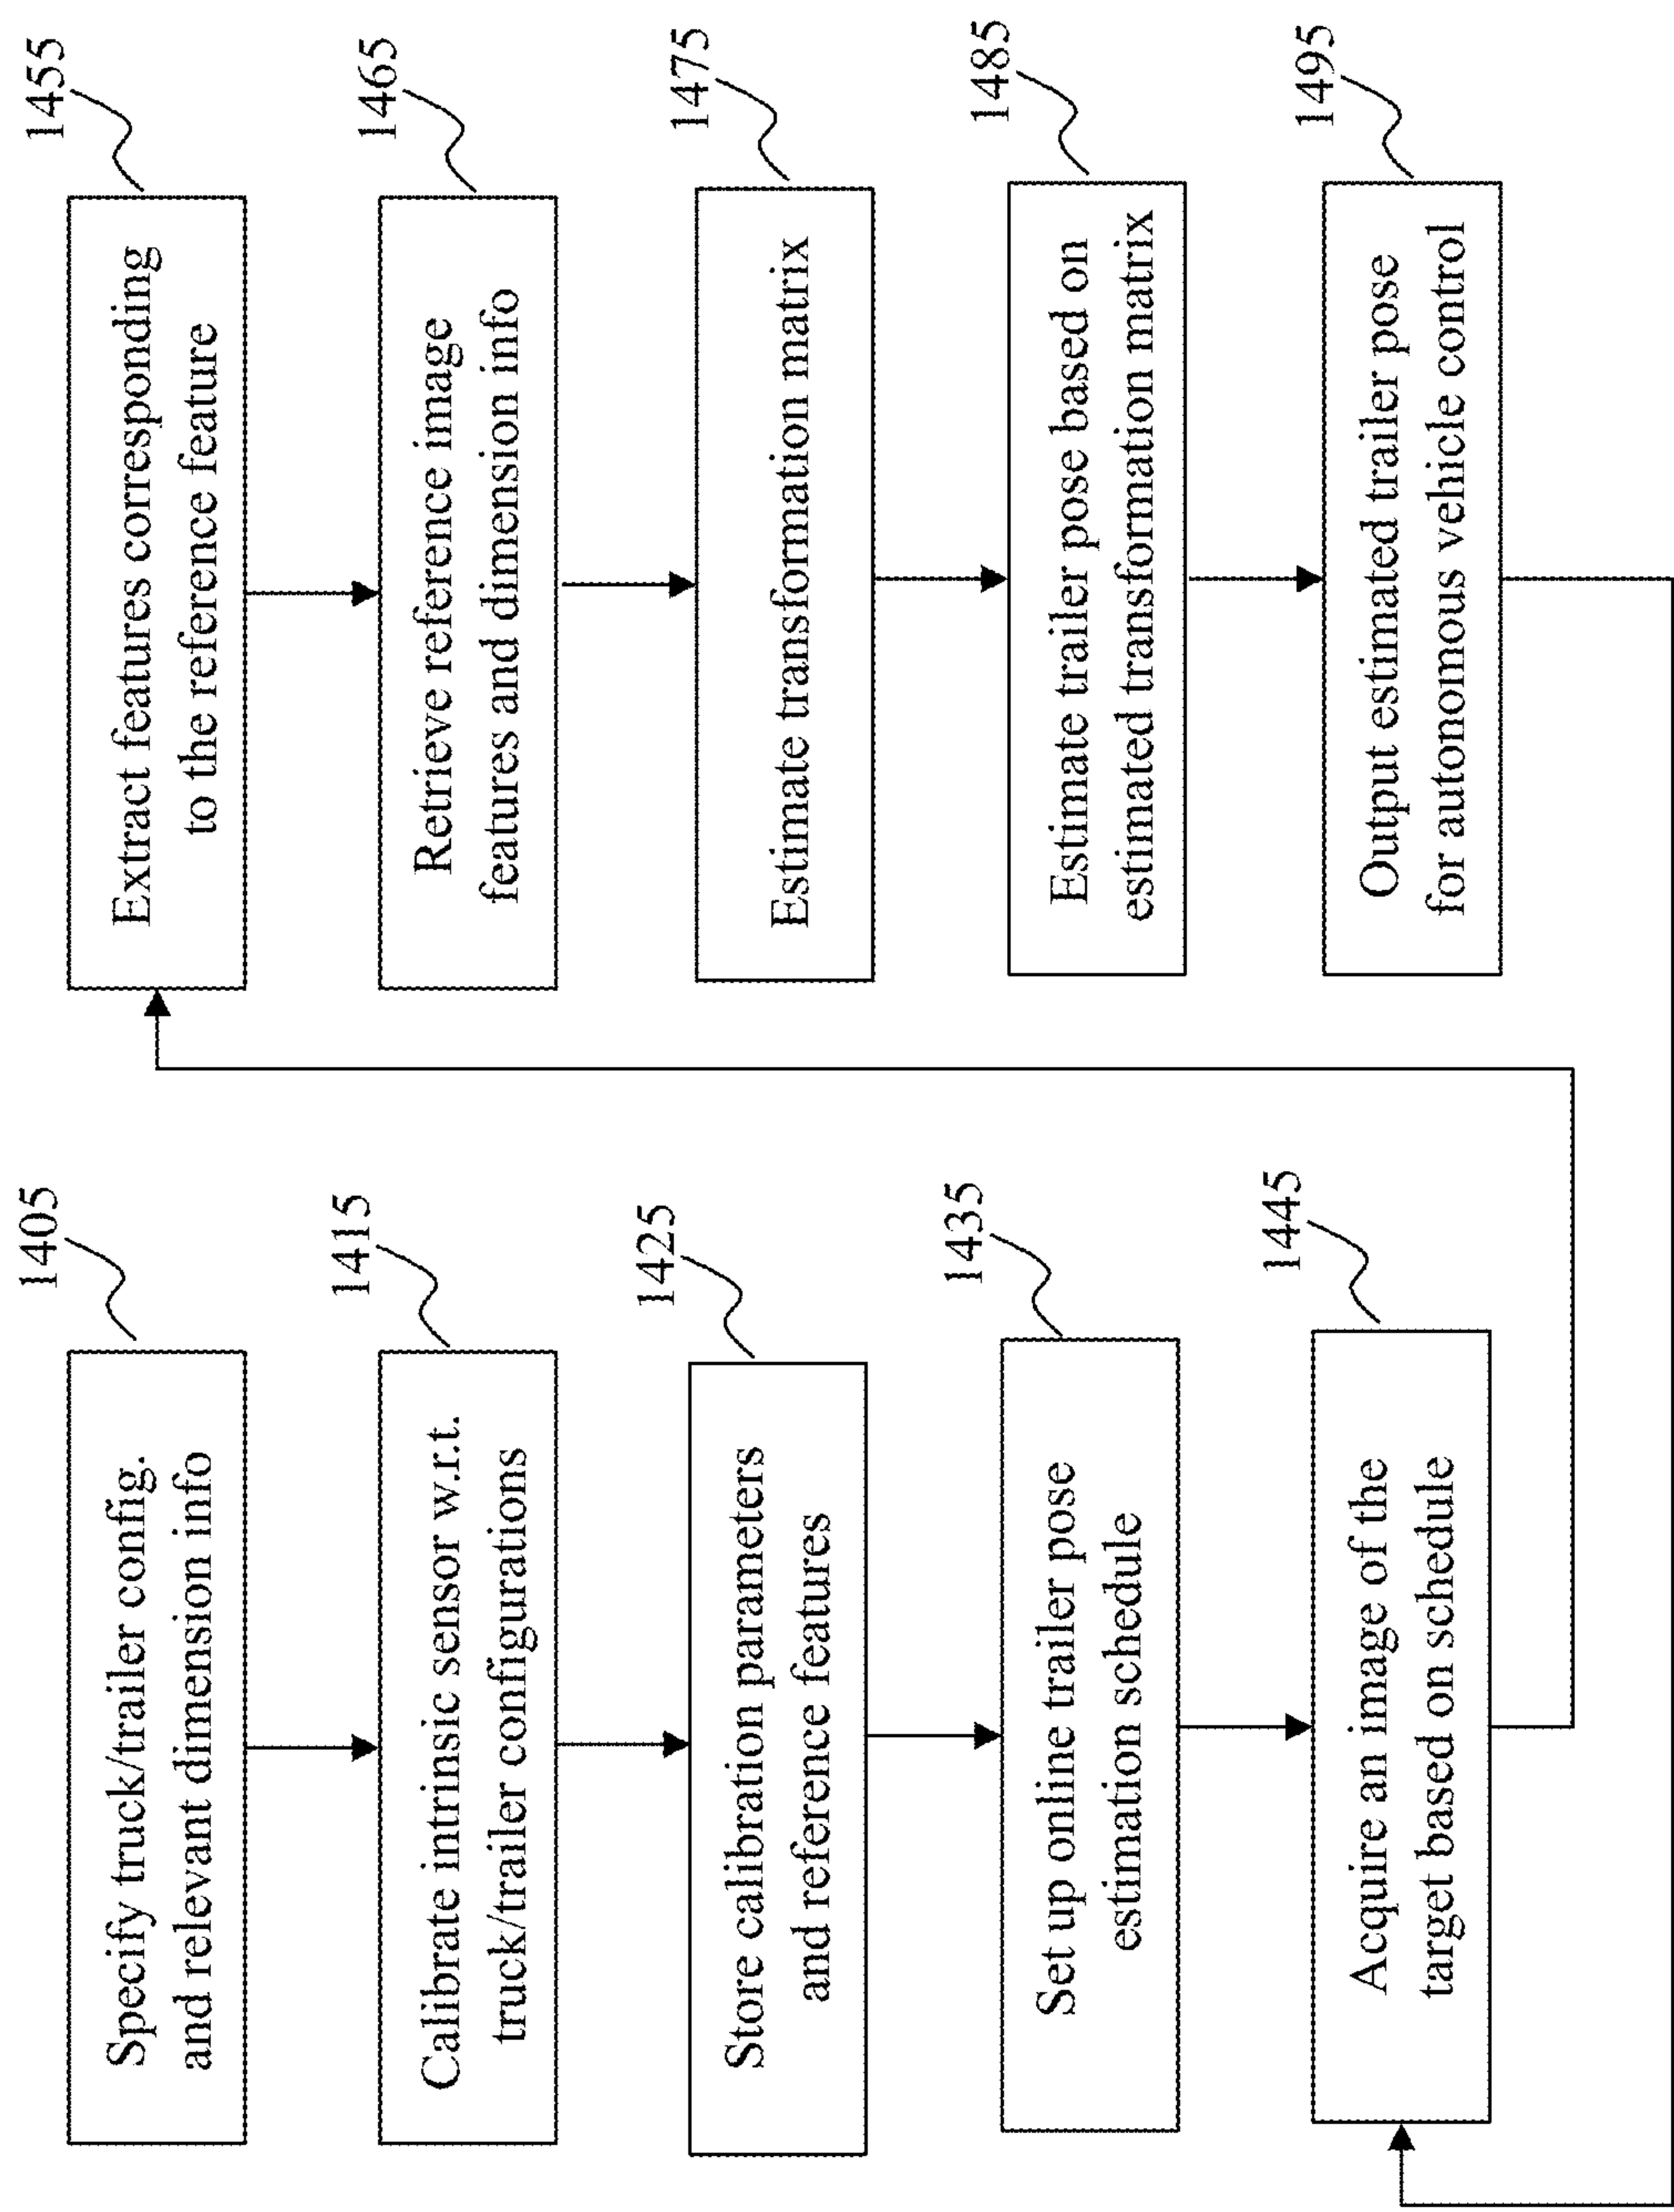 1405
Specify truck/trailer config.
and relevant dimension info
1415
Calibrate intrinsic sensor w.r.t.
truck/trailer configurations
1425
Store calibration parameters
and reference features
1435
Set up online trailer pose
estimation schedule
1445
Acquire an image of the
target based on schedule
1455
Extract features corresponding
to the reference feature
1465
Retrieve reference image
features and dimension info
1475
Estimate transformation matrix
1485
Estimate trailer pose based on
estimated transformation matrix
1495
Output estimated trailer pose
for autonomous vehicle control